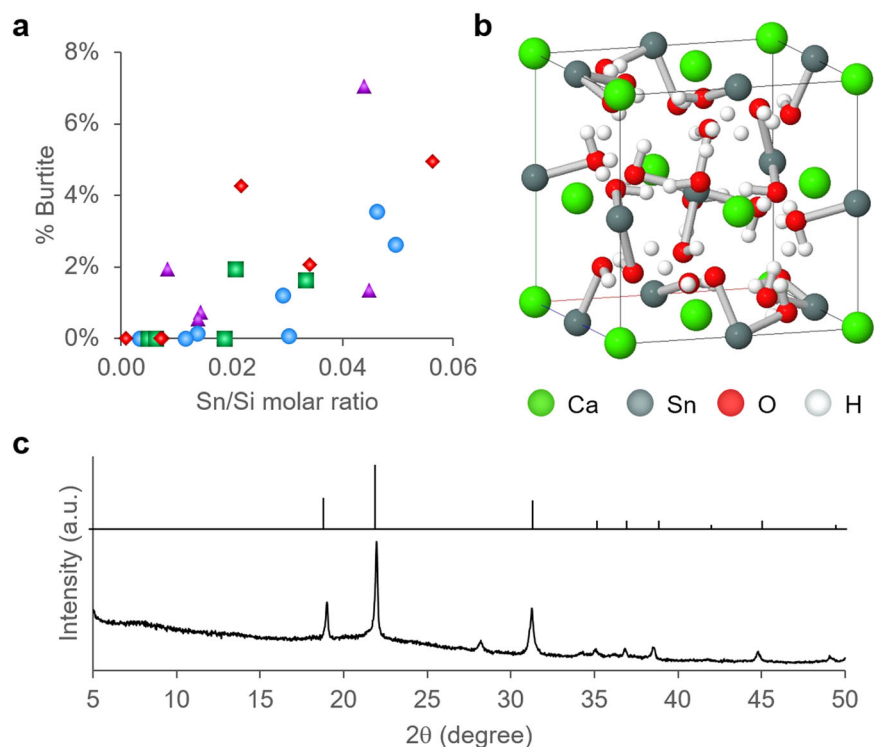 a
8%
6%
4%
2%
0%
% Burtite
0.00 0.02 0.04 0.06
Sn/Si molar ratio
b
Ca Sn O H
c
Intensity (a.u.)
5 10 15 20 25 30 35 40 45 50
2θ (degree)